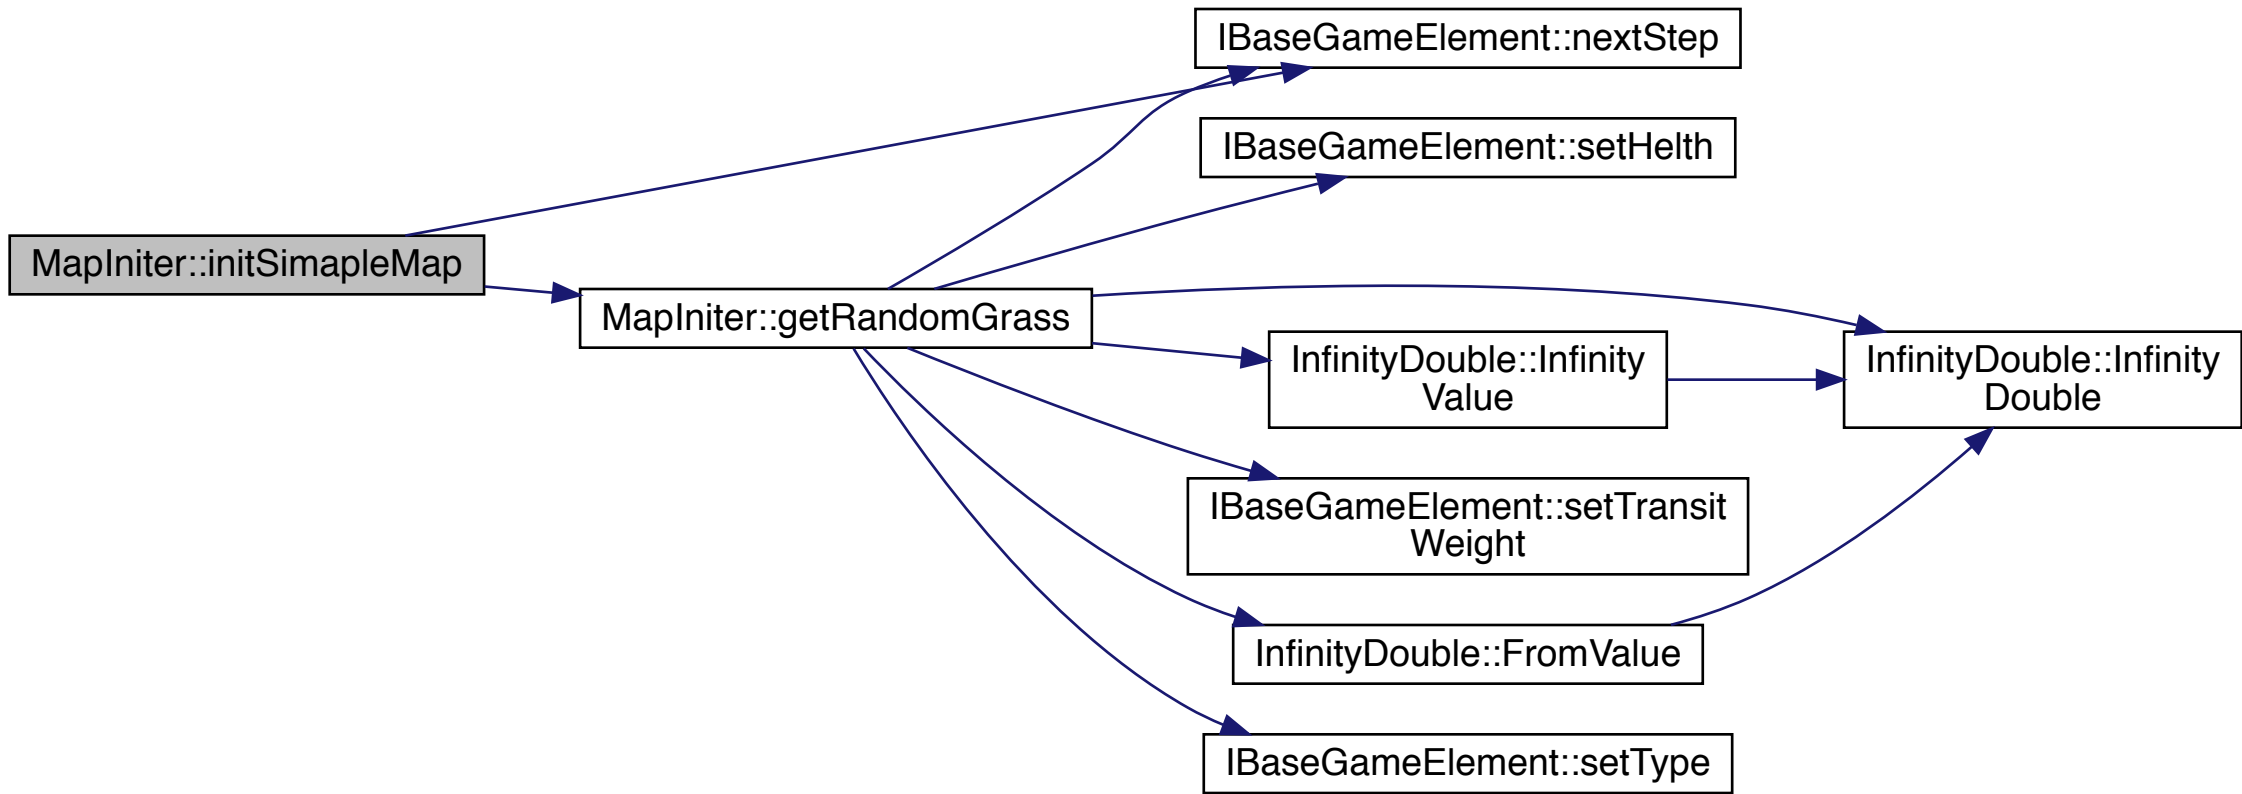 IBaseGameElement::nextStep
IBaseGameElement::setHelth
MapIniter::initSimapleMap
MapIniter::getRandomGrass
InfinityDouble::Infinity
Value
InfinityDouble::Infinity
Double
IBaseGameElement::setTransit
Weight
InfinityDouble::FromValue
IBaseGameElement::setType